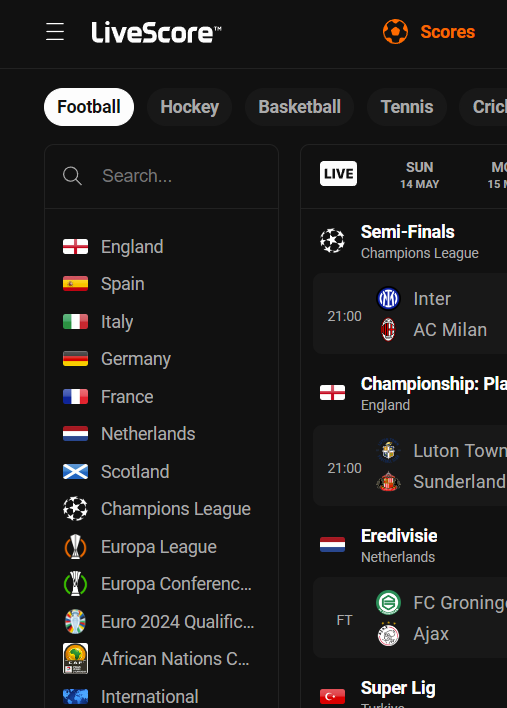 LiveScore™
Scores
Football
Hockey
Basketball
Tennis
Cric
Search...
England
Spain
Italy
Germany
France
Netherlands
Scotland
Champions League
Europa League
Europa Conferenc...
Euro 2024 Qualific...
African Nations C...
International
LIVE
SUN
14 MAY
MO
15 M
Semi-Finals
Champions League
21:00
Inter
AC Milan
Championship: Pla
England
21:00
Luton Town
Sunderland
Eredivisie
Netherlands
FT
FC Groninge
Ajax
Super Lig
Turkiye